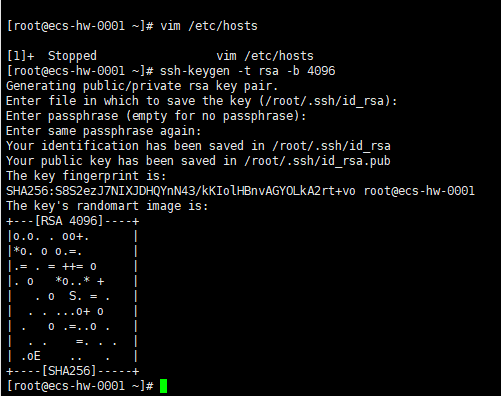 [root@ecs-hw-0001 ~]# vim /etc/hosts
[1]+  Stopped                 vim /etc/hosts
[root@ecs-hw-0001 ~]# ssh-keygen -t rsa -b 4096
Generating public/private rsa key pair.
Enter file in which to save the key (/root/.ssh/id_rsa):
Enter passphrase (empty for no passphrase):
Enter same passphrase again:
Your identification has been saved in /root/.ssh/id_rsa
Your public key has been saved in /root/.ssh/id_rsa.pub
The key fingerprint is:
SHA256:S8S2ezJ7NIXJDHQYnN43/kKIolHBnvAGYOLkA2rt+vo root@ecs-hw-0001
The key's randomart image is:
+---[RSA 4096]----+
|o.o. . oo+.      |
|*o. o o.=.       |
|.= . = ++= o     |
|. o   *o..* +    |
|   . o  S. = .   |
|  . . ...o+ o    |
| .   o .=..o .   |
|  . .    =. . .  |
| .oE    ..   .   |
+----[SHA256]-----+
[root@ecs-hw-0001 ~]#